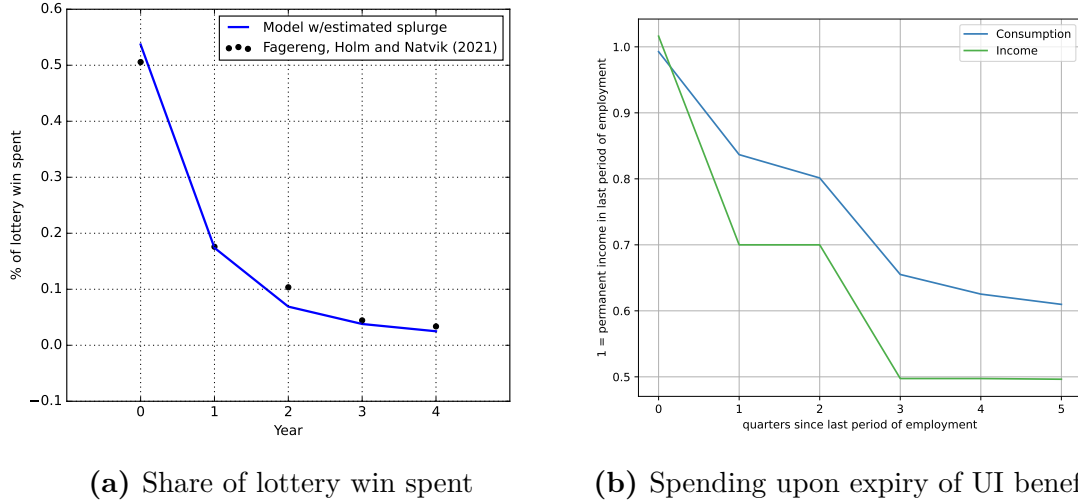 0.6
0.5
0.4
0.3
0.2
0.1
0.0
−0.1
% of lottery win spent
Model w/estimated splurge
Fagereng, Holm and Natvik (2021)
0 1 2 3 4
Year
(a) Share of lottery win spent
1.0
0.9
0.8
0.7
0.6
0.5
1 = permanent income in last period of employment
Consumption
Income
0 1 2 3 4 5
quarters since last period of employment
(b) Spending upon expiry of UI benef